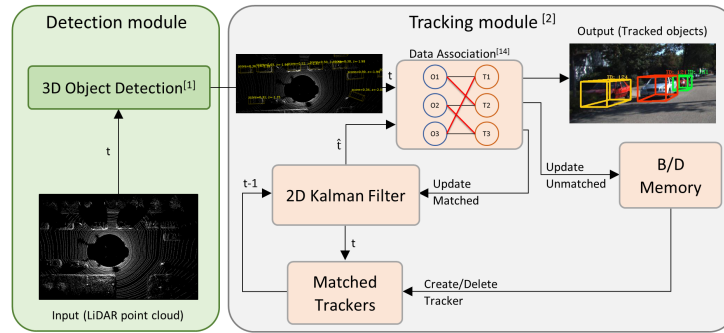 Detection module
Tracking module [2]
Output (Tracked objects)
Data Association[14]
3D Object Detection[1]
t
O1
T1
O2
T2
O3
T3
t
t̂
Update
Unmatched
B/D
Memory
t-1
2D Kalman Filter
Update
Matched
t
Matched
Trackers
Create/Delete
Tracker
Input (LiDAR point cloud)